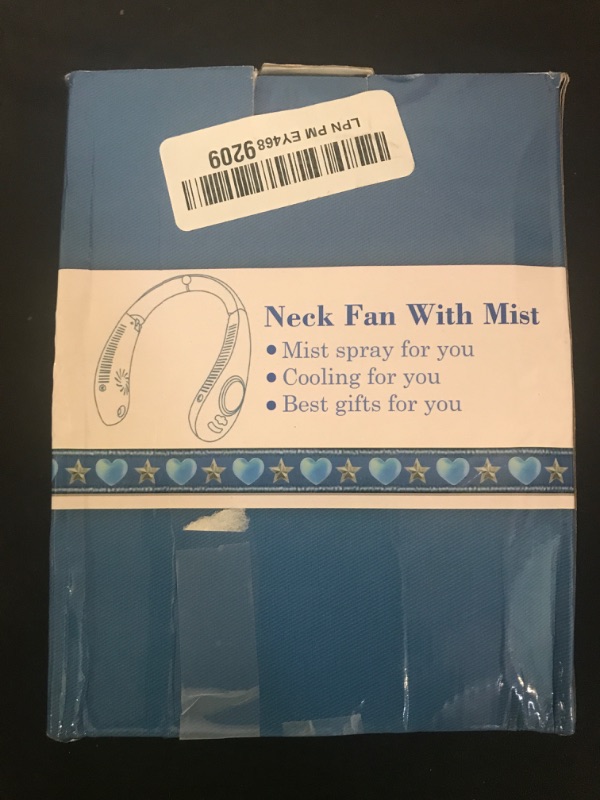 LPN PM EY468 9209
Neck Fan With Mist
• Mist spray for you
• Cooling for you
• Best gifts for you